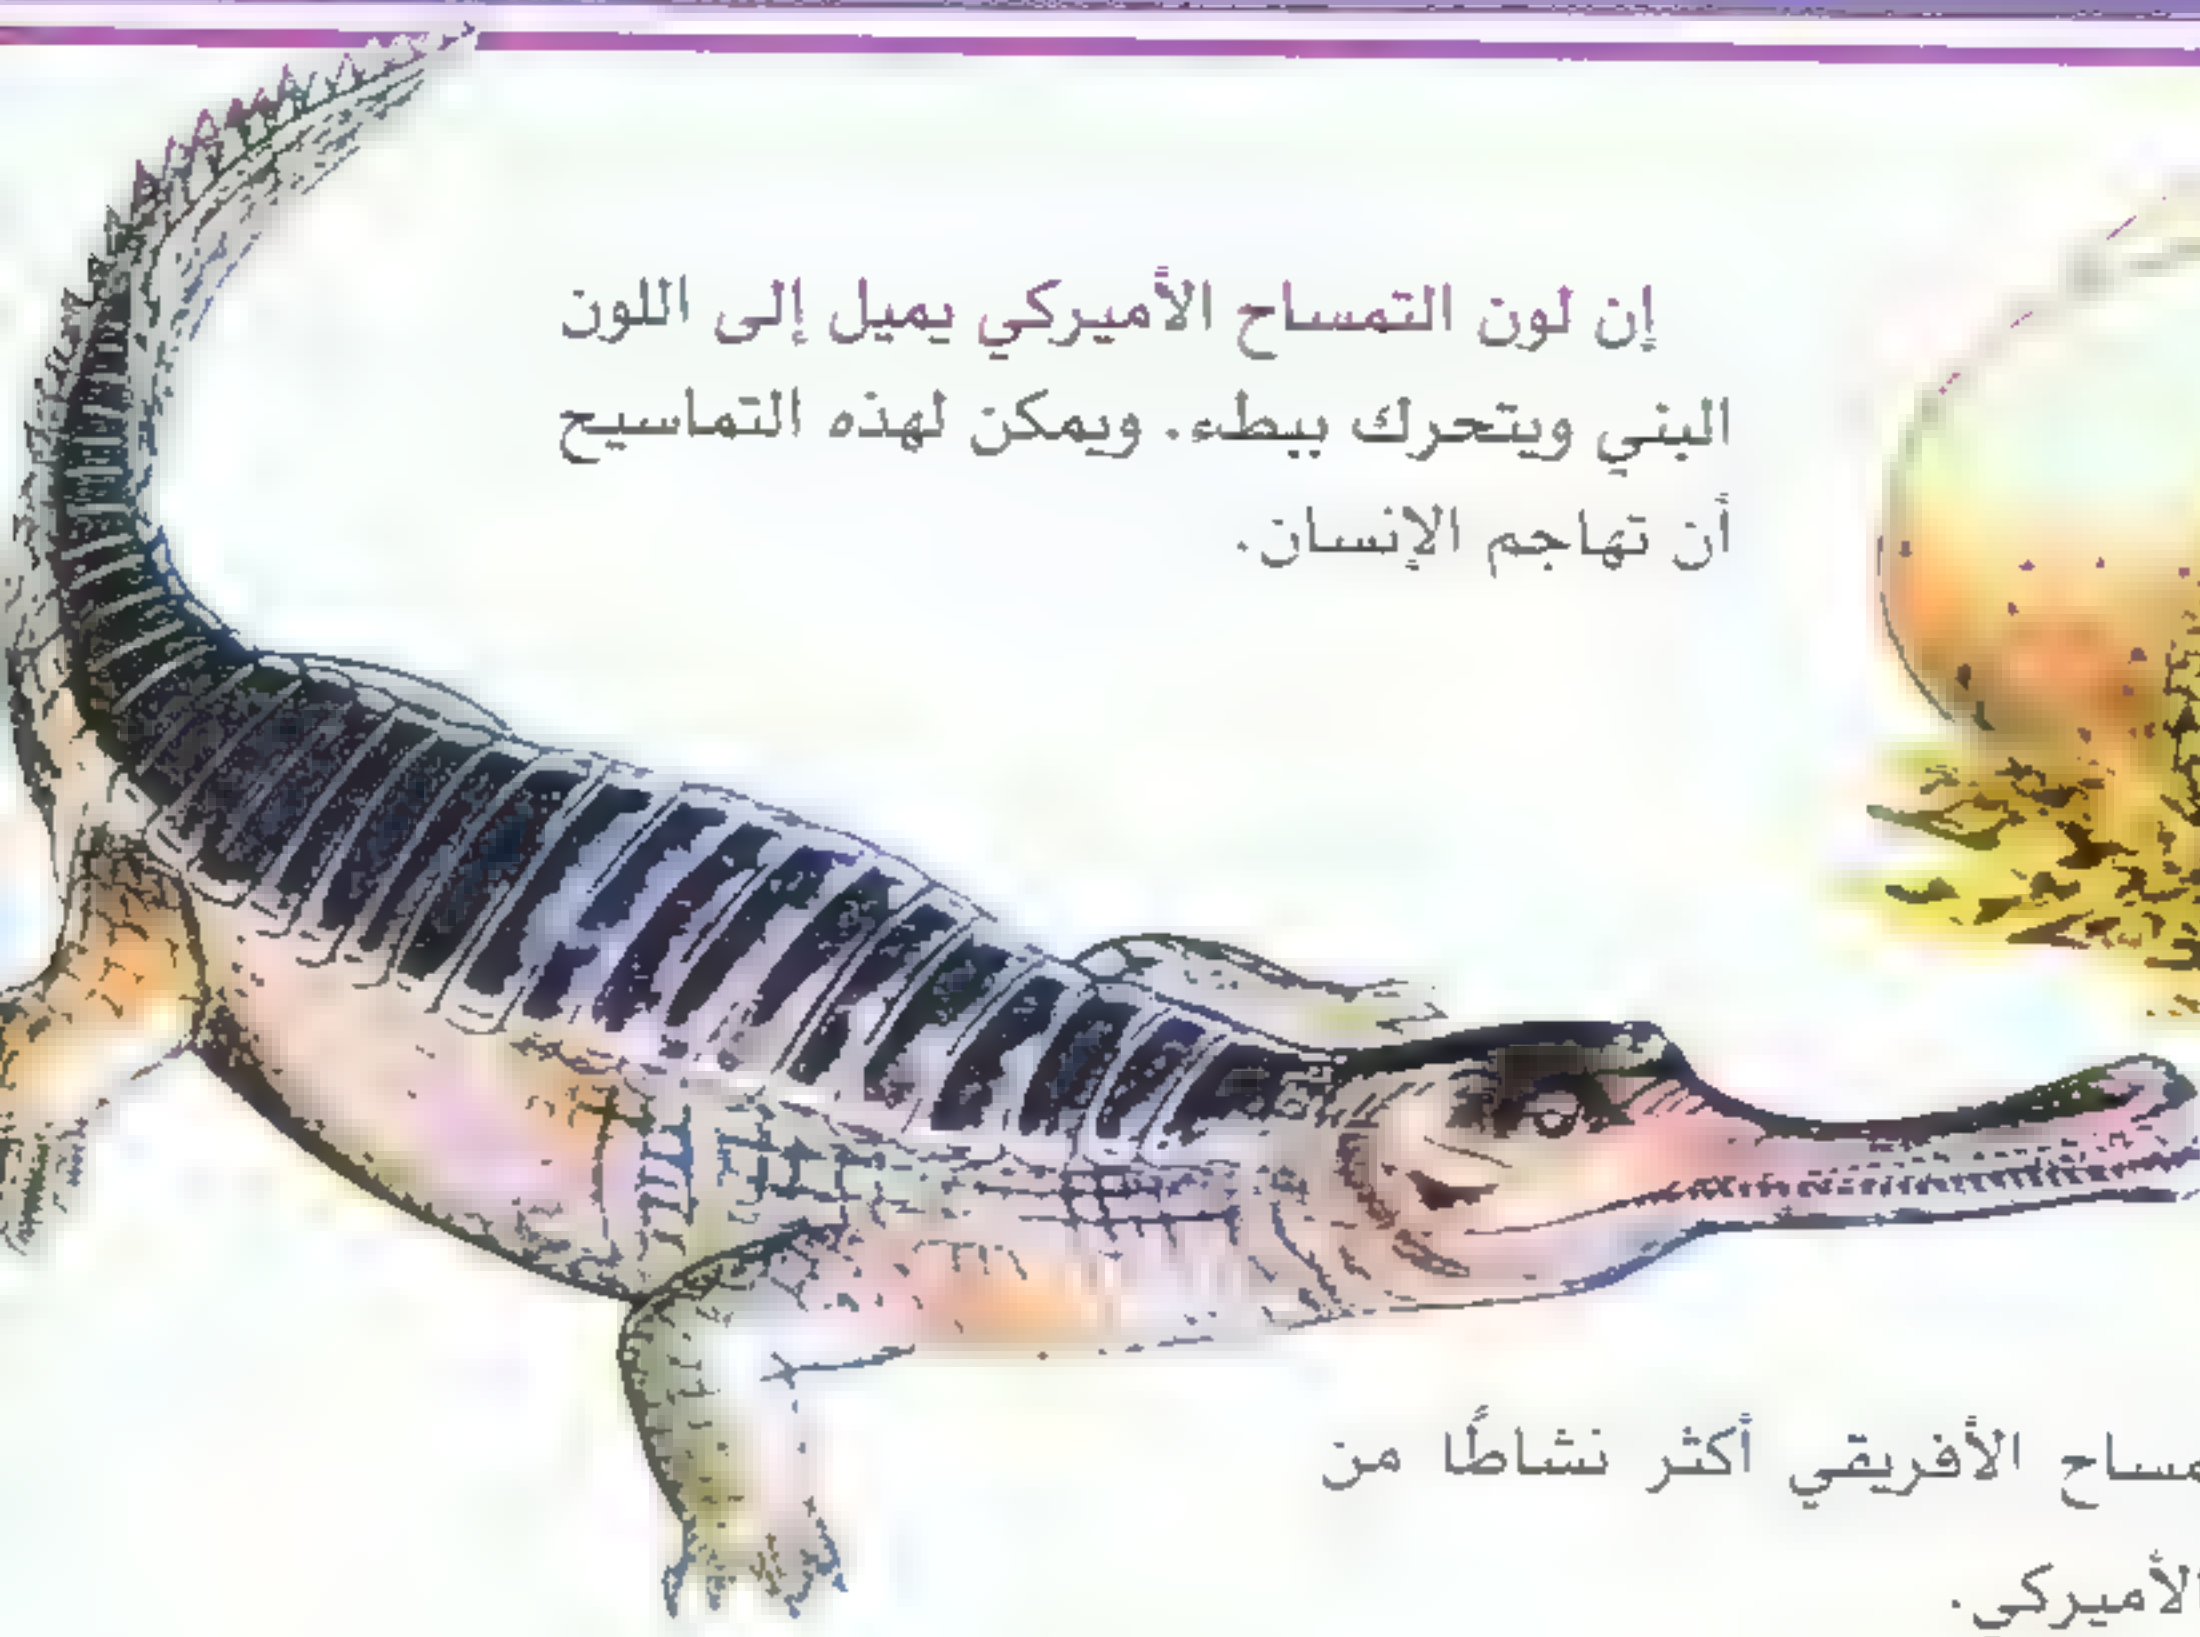 إن لون التمساح الأميركي يميل إلى اللون
البني ويتحرك ببطء. ويمكن لهذه التماسيح
أن تهاجم الإنسان.
الأفريقي أكثر نشاطًا من
الأميركي.